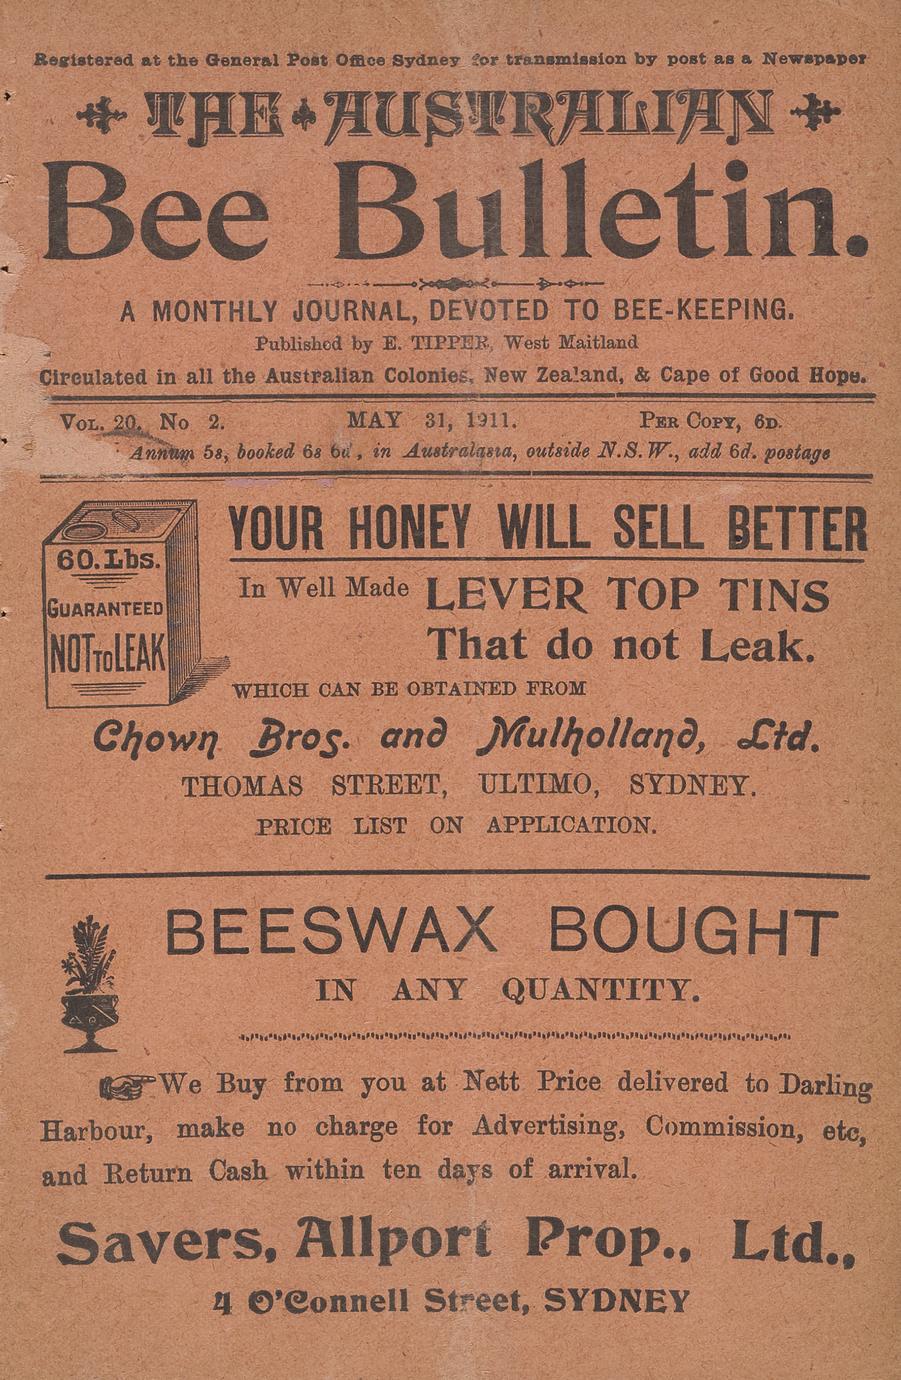 Registered at the General Post Office Sydney for transmission by post as a Newspaper
THE AUSTRALIAN
Bee Bulletin.
A MONTHLY JOURNAL, DEVOTED TO BEE-KEEPING.
Published by E. TIPPER, West Maitland
Circulated in all the Australian Colonies, New Zealand, & Cape of Good Hope.
VOL. 20. No 2. MAY 31, 1911. PER COPY, 6D.
Annum 5s, booked 6s 6d, in Australasia, outside N.S.W., add 6d. postage
60.Lbs.
GUARANTEED
NOT TO LEAK
YOUR HONEY WILL SELL BETTER
In Well Made LEVER TOP TINS
That do not Leak.
WHICH CAN BE OBTAINED FROM
Chown Bros. and Mulholland, Ltd.
THOMAS STREET, ULTIMO, SYDNEY.
PRICE LIST ON APPLICATION.
BEESWAX BOUGHT
IN ANY QUANTITY.
We Buy from you at Nett Price delivered to Darling
Harbour, make no charge for Advertising, Commission, etc,
and Return Cash within ten days of arrival.
Savers, Allport Prop., Ltd.,
4 O'Connell Street, SYDNEY